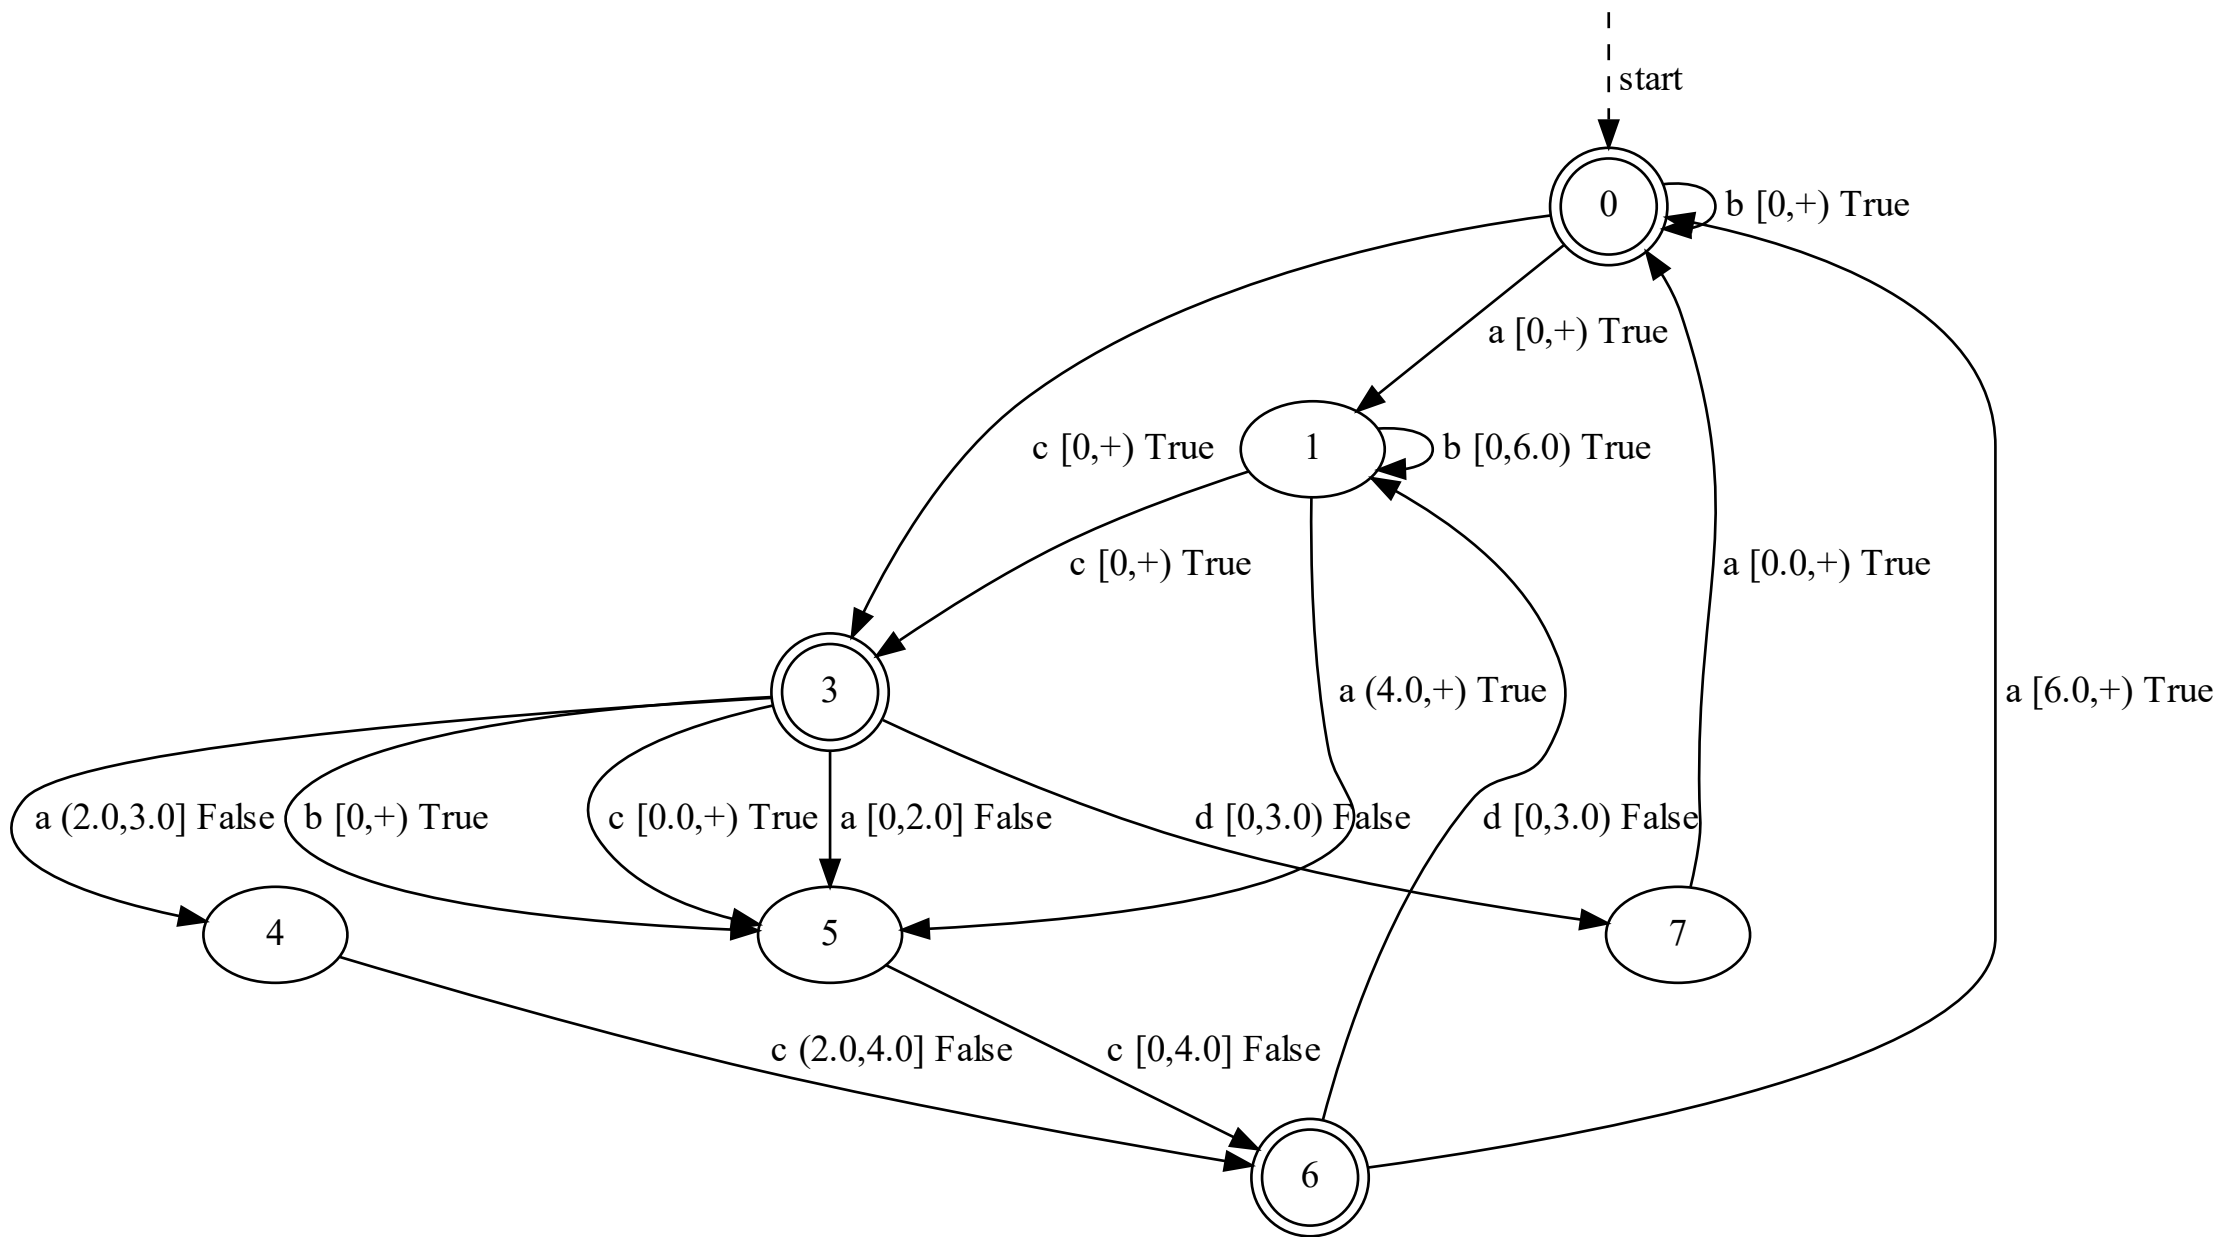 start
0
b [0,+) True
a [0,+) True
c [0,+) True
1
b [0,6.0) True
c [0,+) True
a [0.0,+) True
3
a (4.0,+) True
a [6.0,+) True
a (2.0,3.0] False
b [0,+) True
c [0.0,+) True
a [0,2.0] False
d [0,3.0) False
d [0,3.0) False
4
5
7
c (2.0,4.0] False
c [0,4.0] False
6